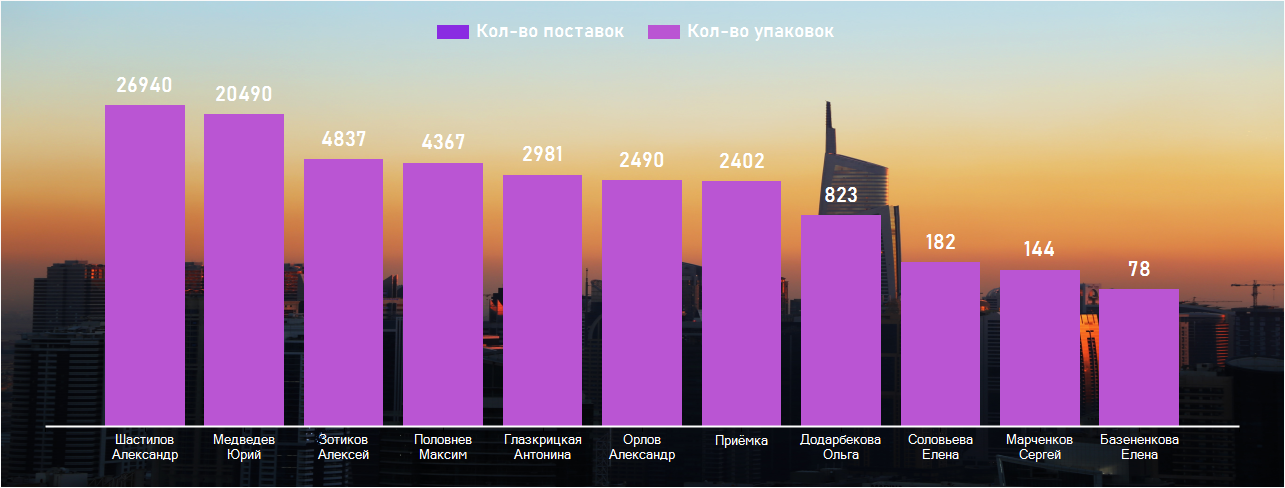 Кол-во поставок Кол-во упаковок
26940
20490
4837
4367
2981
2490
2402
823
182
144
78
Шастилов
Александр
Медведев
Юрий
Зотиков
Алексей
Половнев
Максим
Глазкрицкая
Антонина
Орлов
Александр
Приёмка
Додарбекова
Ольга
Соловьева
Елена
Марченков
Сергей
Базененкова
Елена